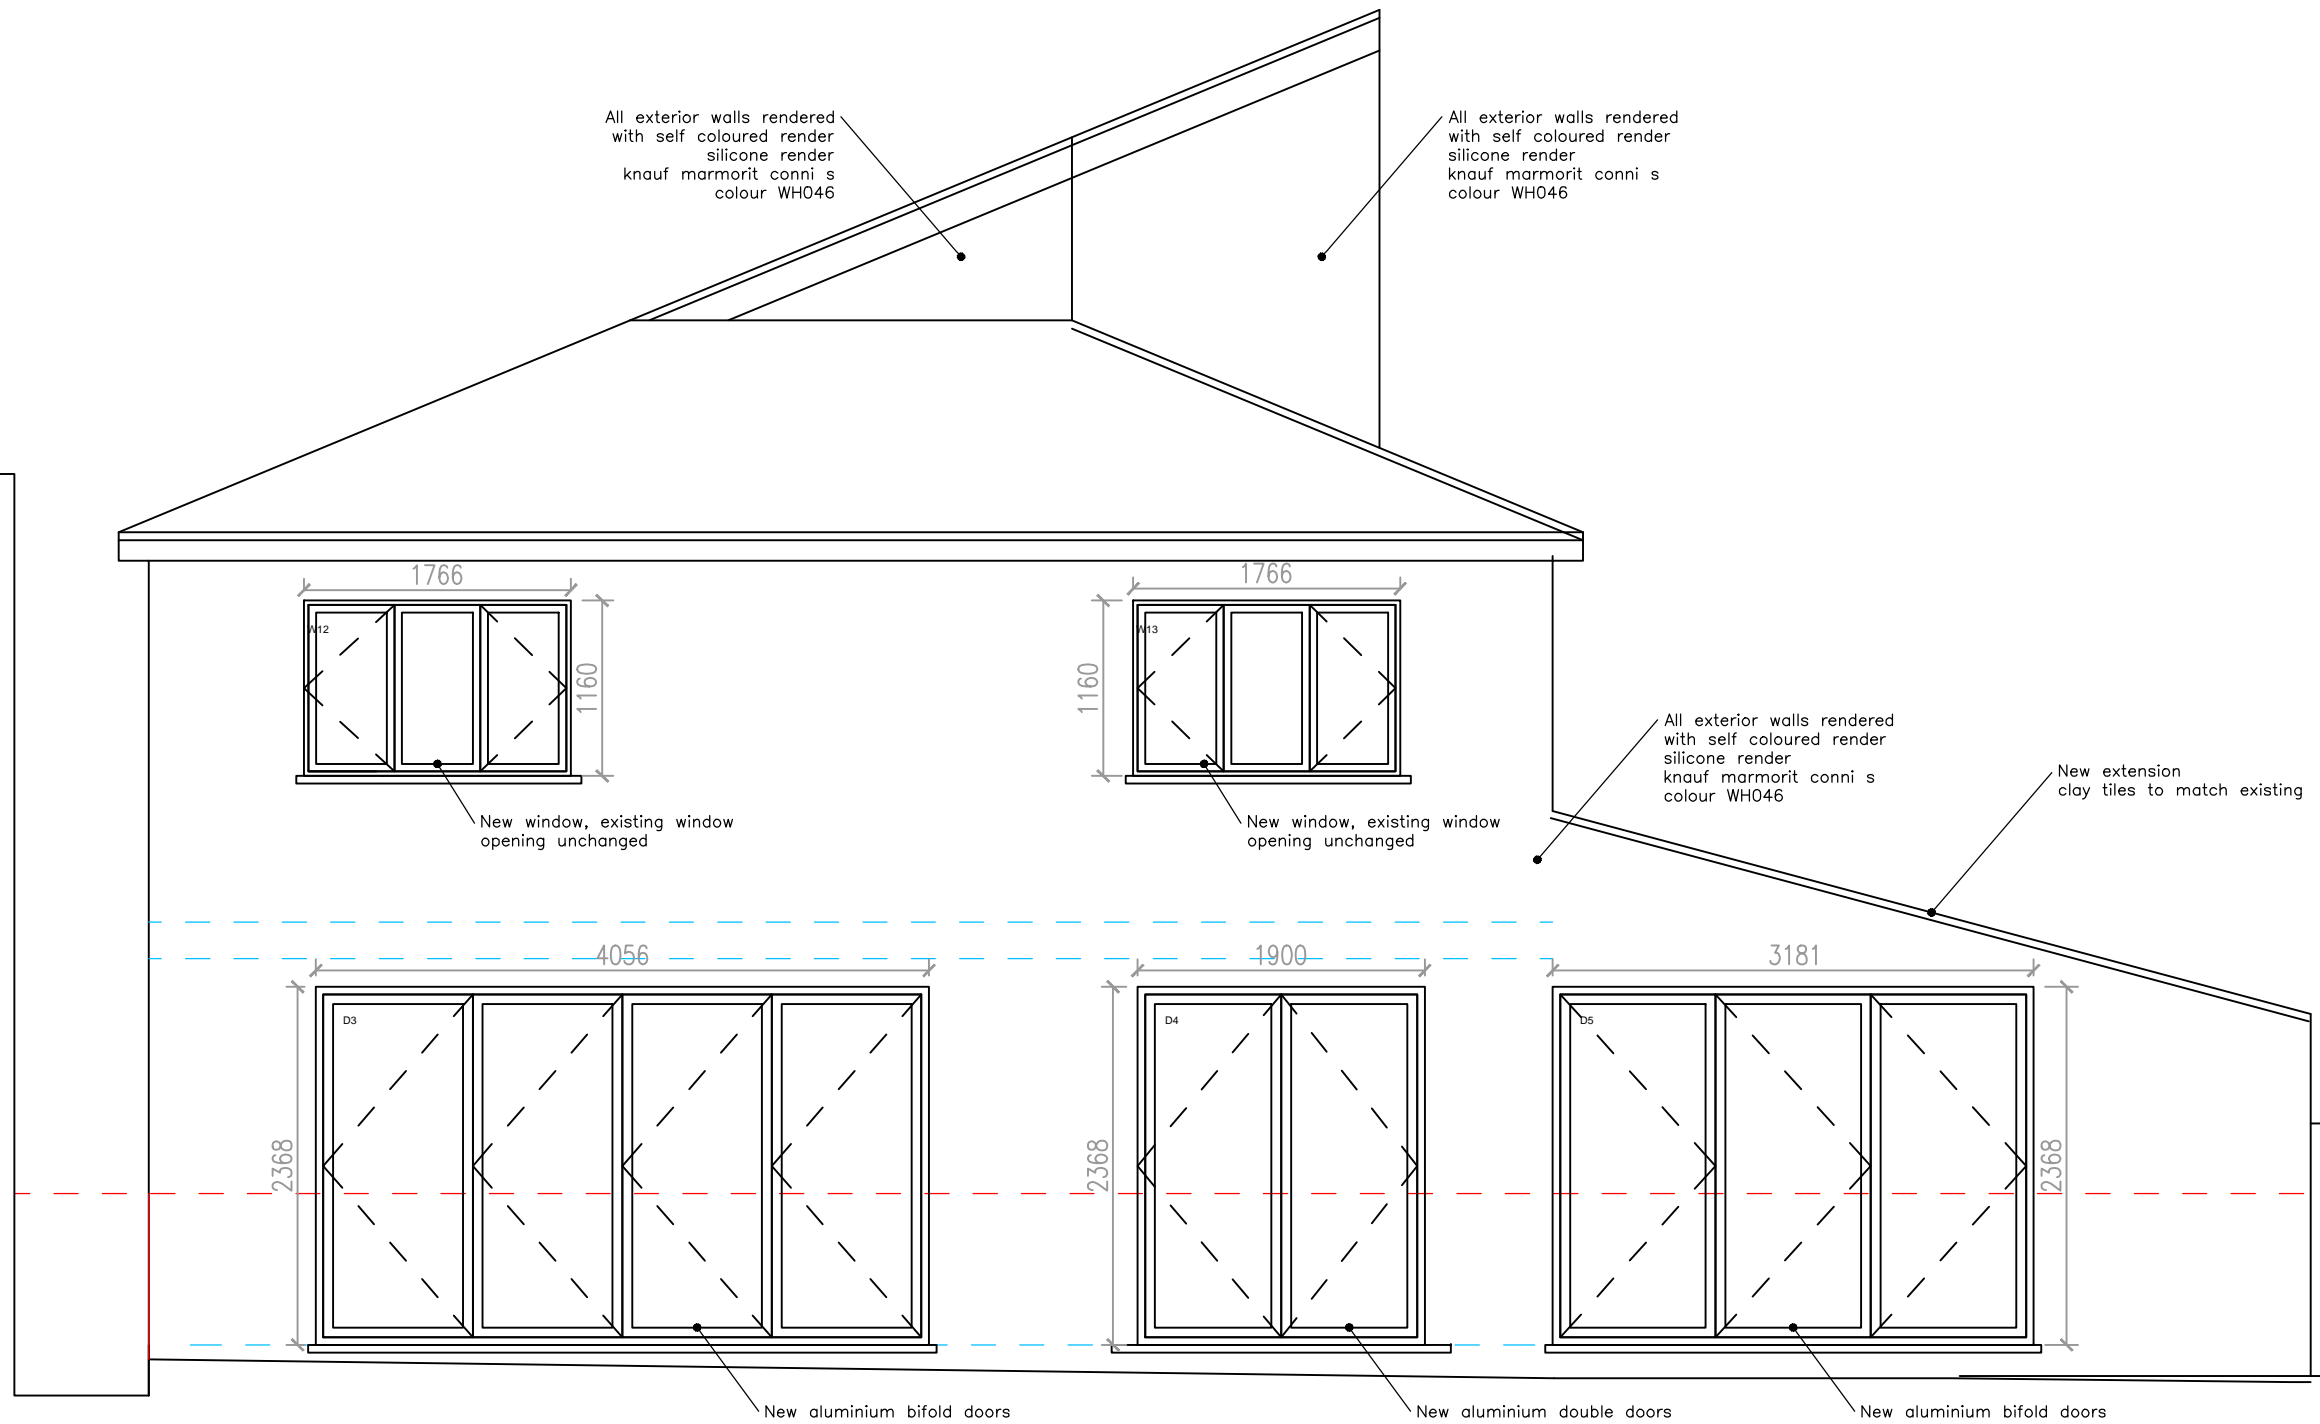 All exterior walls rendered
with self coloured render
silicone render
knauf marmorit conni s
colour WH046
All exterior walls rendered
with self coloured render
silicone render
knauf marmorit conni s
colour WH046
1766
1766
W12
W13
1160
1160
All exterior walls rendered
with self coloured render
silicone render
knauf marmorit conni s
colour WH046
New extension
clay tiles to match existing
New window, existing window
opening unchanged
New window, existing window
opening unchanged
4056
1900
3181
D3
D4
D5
2368
2368
2368
New aluminium bifold doors
New aluminium double doors
New aluminium bifold doors